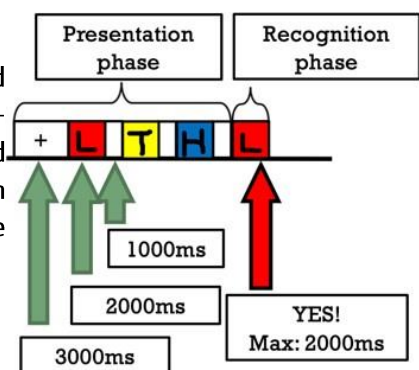 Presentation
phase
Recognition
phase
+ L T H L
1000ms
2000ms
3000ms
YES!
Max: 2000ms